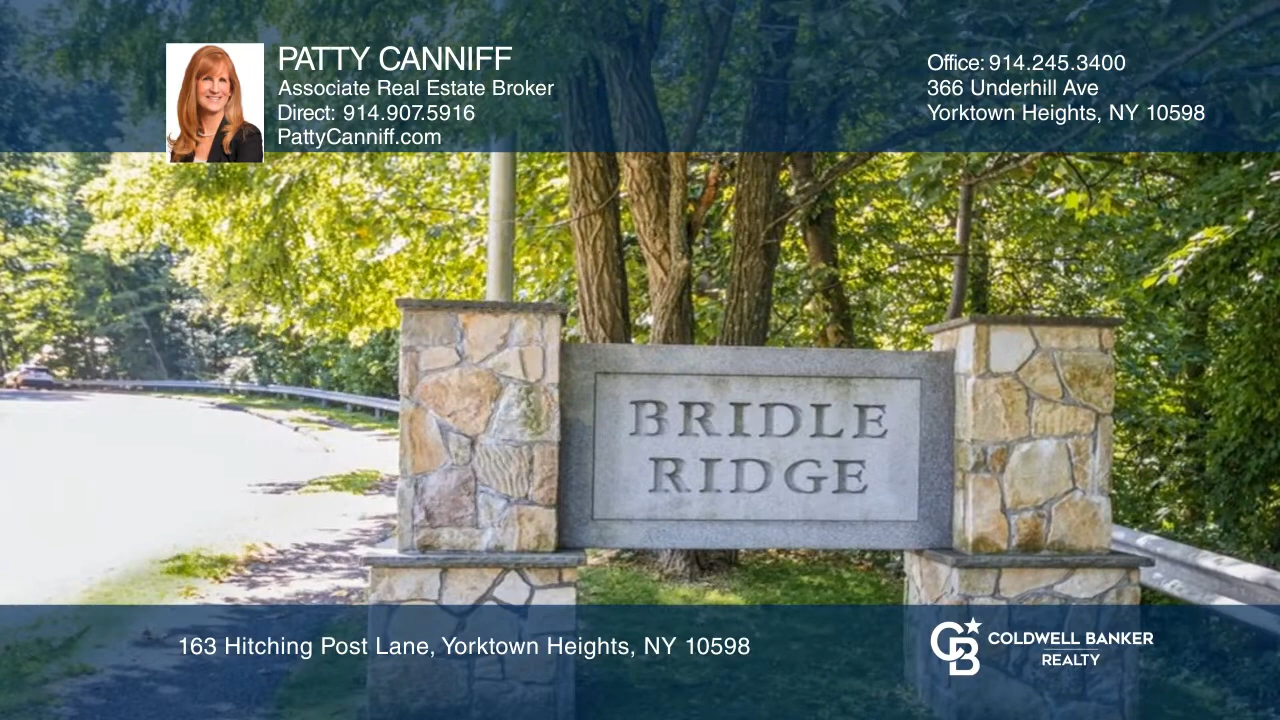 PATTY CANNIFF
Associate Real Estate Broker
Direct: 914.907.5916
PattyCanniff.com
Office: 914.245.3400
366 Underhill Ave
Yorktown Heights, NY 10598
BRIDLE
RIDGE
163 Hitching Post Lane, Yorktown Heights, NY 10598
CB
COLDWELL BANKER
REALTY